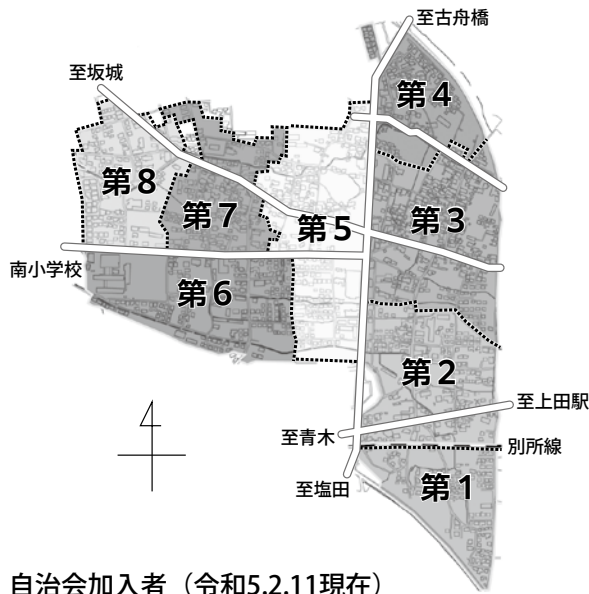 至古舟橋
至坂城
第4
第8
第7
第3
第5
南小学校
第6
第2
至上田駅
至青木
別所線
至塩田
第1
自治会加入者（令和5.2.11現在）